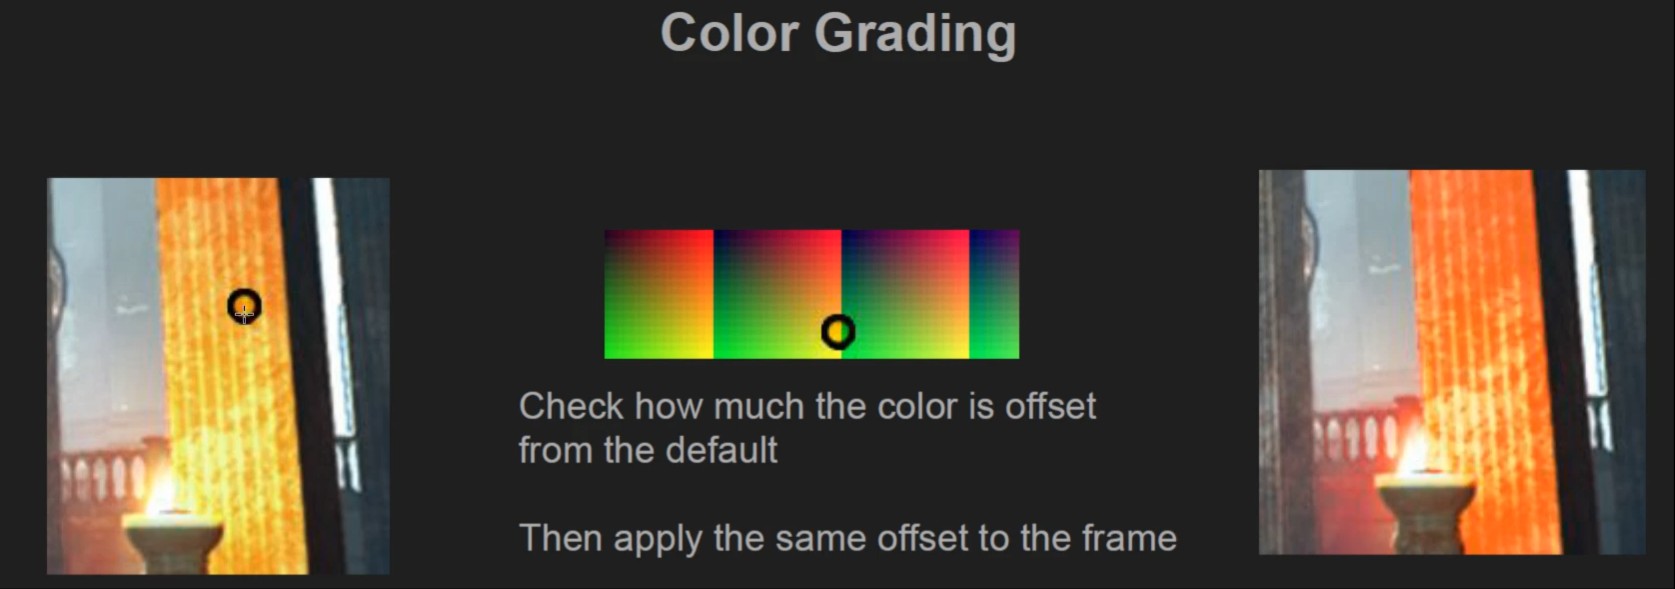 Color Grading
Check how much the color is offset
from the default
Then apply the same offset to the frame